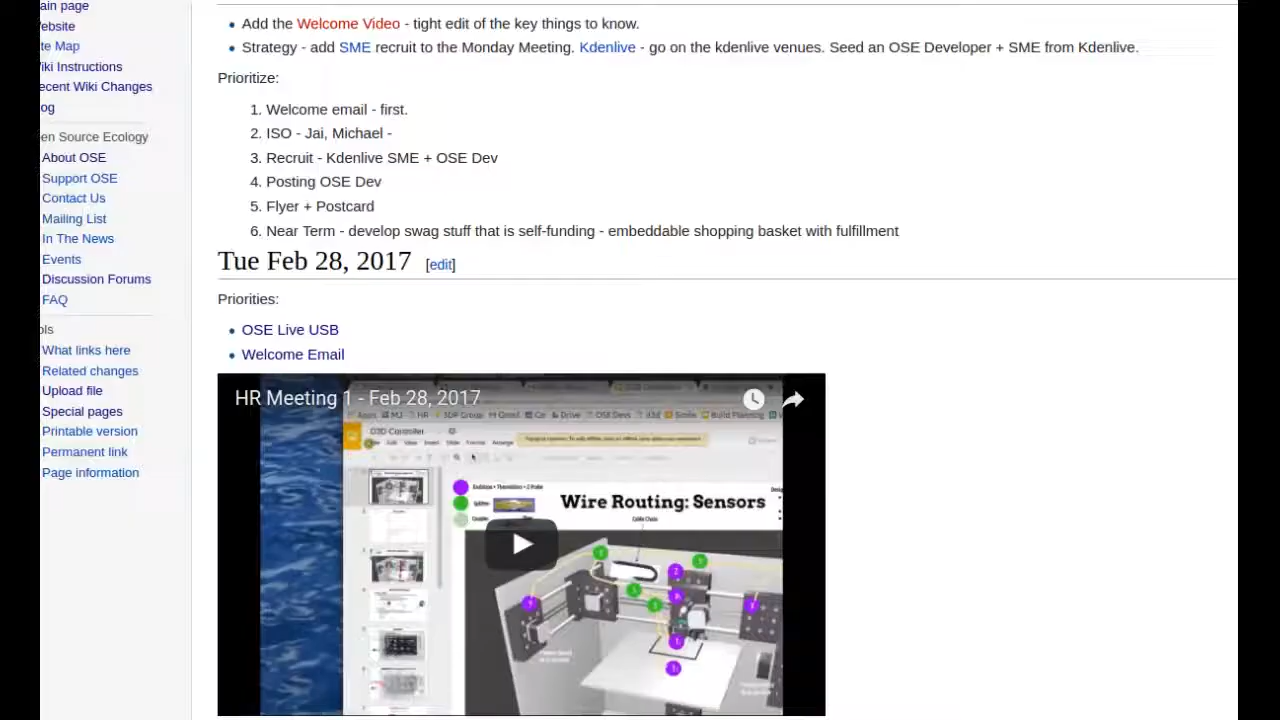 ain page
ebsite
te Map
iki Instructions
ecent Wiki Changes
og
en Source Ecology
About OSE
Support OSE
Contact Us
Mailing List
In The News
Events
Discussion Forums
FAQ
ols
What links here
Related changes
Upload file
Special pages
Printable version
Permanent link
Page information
Add the Welcome Video - tight edit of the key things to know.
Strategy - add SME recruit to the Monday Meeting. Kdenlive - go on the kdenlive venues. Seed an OSE Developer + SME from Kdenlive.
Prioritize:
1. Welcome email - first.
2. ISO - Jai, Michael -
3. Recruit - Kdenlive SME + OSE Dev
4. Posting OSE Dev
5. Flyer + Postcard
6. Near Term - develop swag stuff that is self-funding - embeddable shopping basket with fulfillment
Tue Feb 28, 2017 [edit]
Priorities:
OSE Live USB
Welcome Email
HR Meeting 1 - Feb 28, 2017
Wire Routing: Sensors